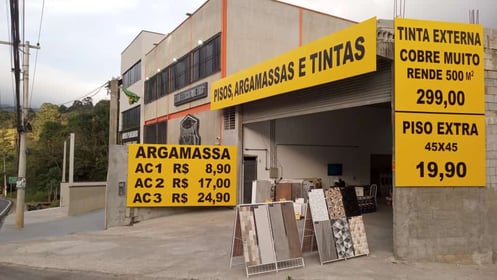 PISOS, ARGAMASSAS E TINTAS
ARGAMASSA
AC1 R$ 8,90
AC2 R$ 17,00
AC3 R$ 24,90
TINTA EXTERNA
COBRE MUITO
RENDE 500 M²
299,00
PISO EXTRA
45X45
19,90